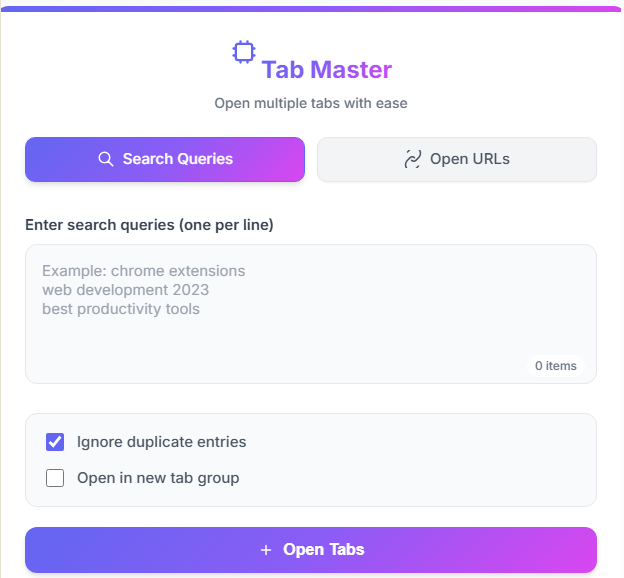 Tab Master
Open multiple tabs with ease
Search Queries
Open URLs
Enter search queries (one per line)
Example: chrome extensions
web development 2023
best productivity tools
0 items
Ignore duplicate entries
Open in new tab group
+ Open Tabs